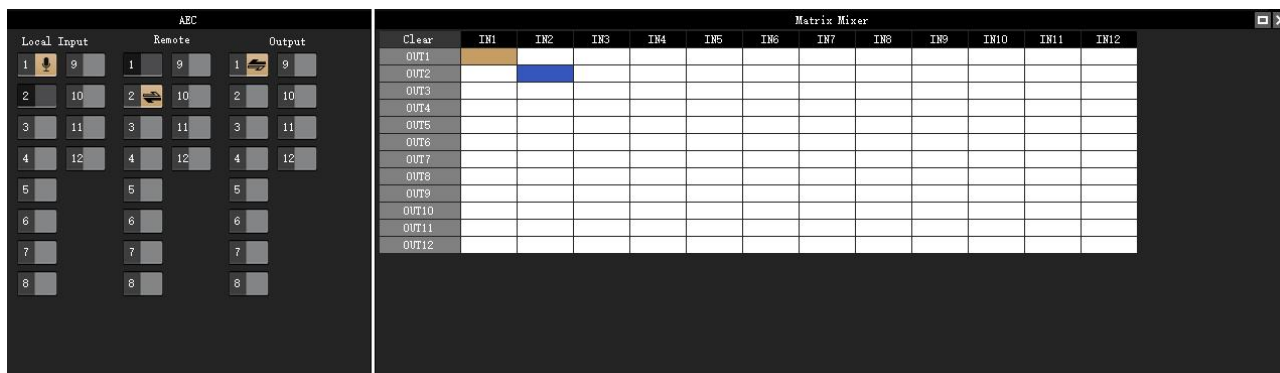 AEC
Local Input Remote Output
1 9 1 9 1 9
2 10 2 10 2 10
3 11 3 11 3 11
4 12 4 12 4 12
5 5 5
6 6 6
7 7 7
8 8 8
Matrix Mixer
Clear IN1 IN2 IN3 IN4 IN5 IN6 IN7 IN8 IN9 IN10 IN11 IN12
OUT1
OUT2
OUT3
OUT4
OUT5
OUT6
OUT7
OUT8
OUT9
OUT10
OUT11
OUT12